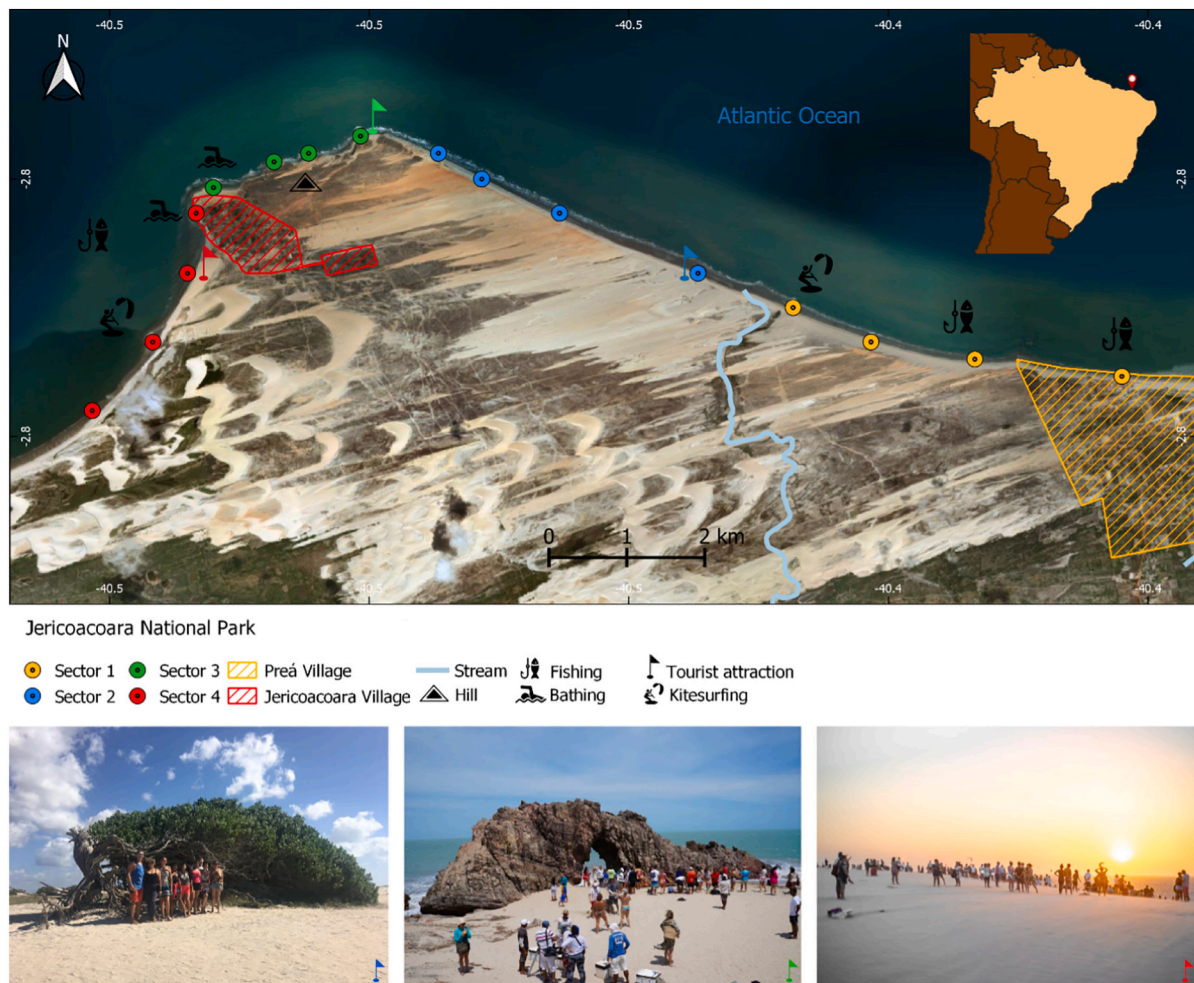 -40.5 -40.5 -40.5 -40.4 -40.4
N
Atlantic Ocean
-2.8 -2.8
-2.8 -2.8
0 1 2 km
-40.5 -40.5 -40.4 -40.4
Jericoacoara National Park
Sector 1 Sector 3 Preá Village Stream Fishing Tourist attraction
Sector 2 Sector 4 Jericoacoara Village Hill Bathing Kitesurfing